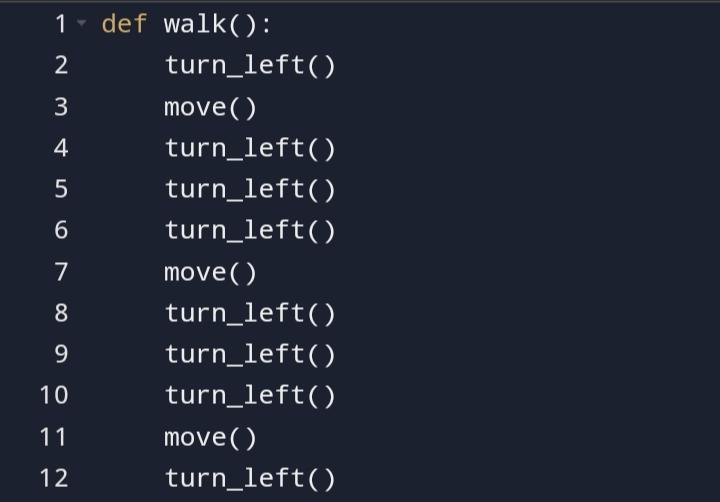 1 def walk():
2 turn_left()
3 move()
4 turn_left()
5 turn_left()
6 turn_left()
7 move()
8 turn_left()
9 turn_left()
10 turn_left()
11 move()
12 turn_left()